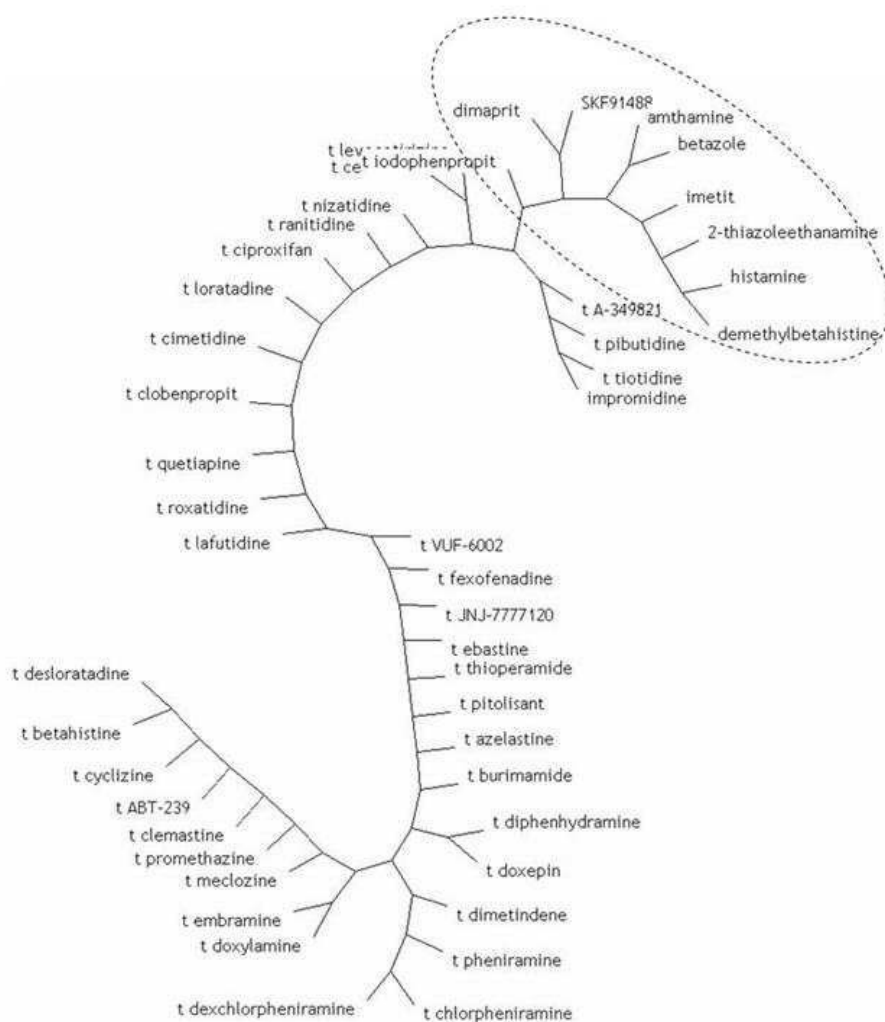 dimaprit
SKF91488
amthamine
betazole
t lev
t ce
t iodophenpropit
imetit
t nizatidine
t ranitidine
2-thiazoleethanamine
t ciproxifan
histamine
t loratadine
t A-349821
demethylbetahistine
t cimetidine
t pibutidine
t tiotidine
t clobenpropit
impromidine
t quetiapine
t roxatidine
t lafutidine
t VUF-6002
t fexofenadine
t JNJ-7777120
t ebastine
t thioperamide
t desloratadine
t pitolisant
t betahistine
t azelastine
t cyclizine
t burimamide
t ABT-239
t diphenhydramine
t clemastine
t promethazine
t doxepin
t meclozine
t embramine
t dimetindene
t doxylamine
t pheniramine
t dexchlorpheniramine
t chlorpheniramine